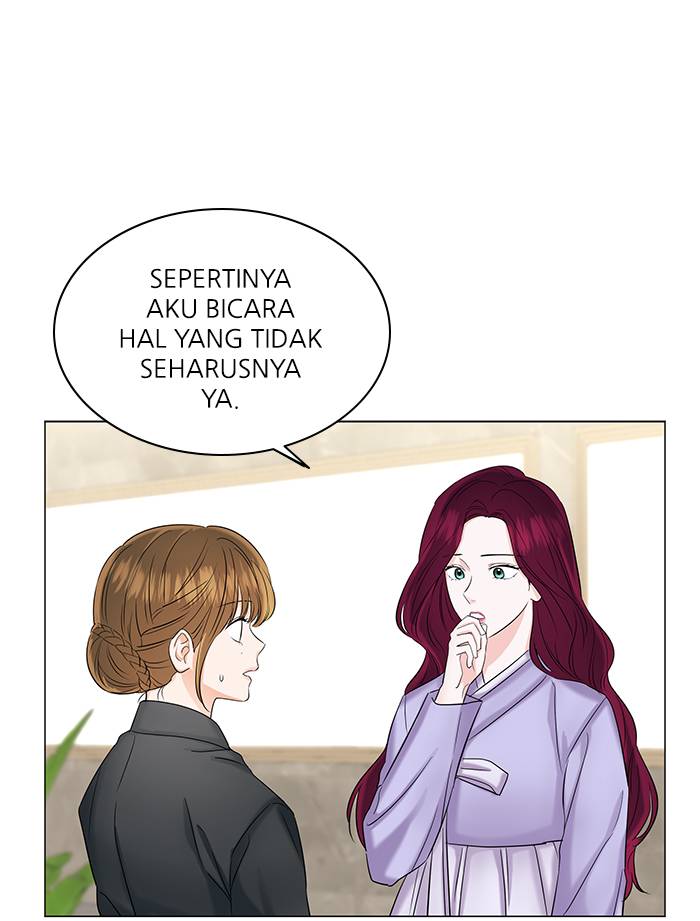 SEPERTINYA
AKU BICARA
HAL YANG TIDAK
SEHARUSNYA
YA.